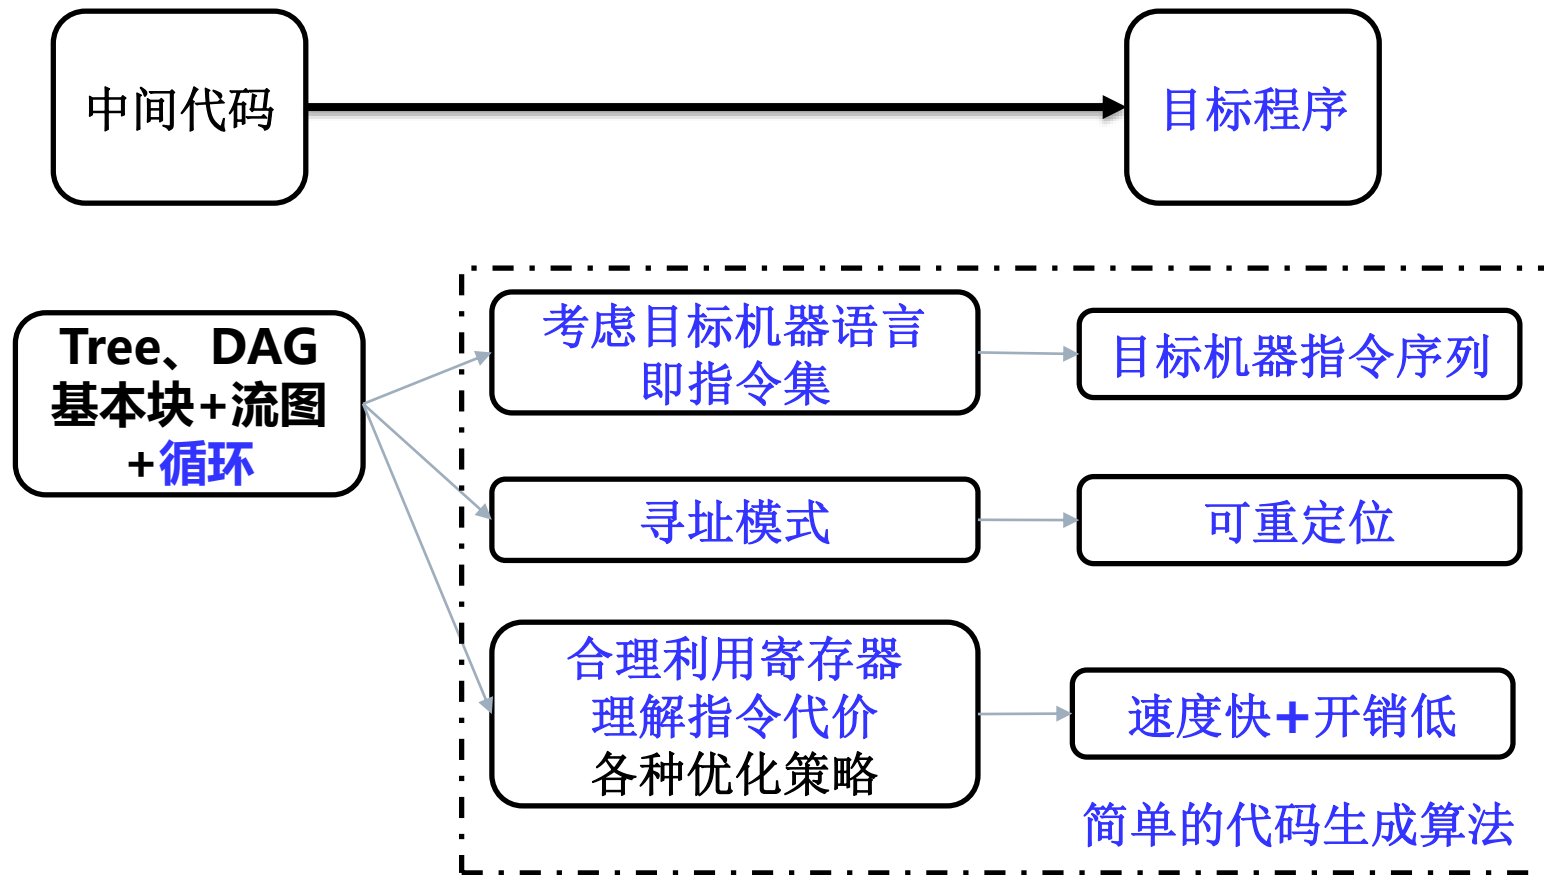 中间代码
目标程序
Tree、DAG
基本块+流图
+循环
考虑目标机器语言
即指令集
目标机器指令序列
寻址模式
可重定位
合理利用寄存器
理解指令代价
各种优化策略
速度快+开销低
简单的代码生成算法